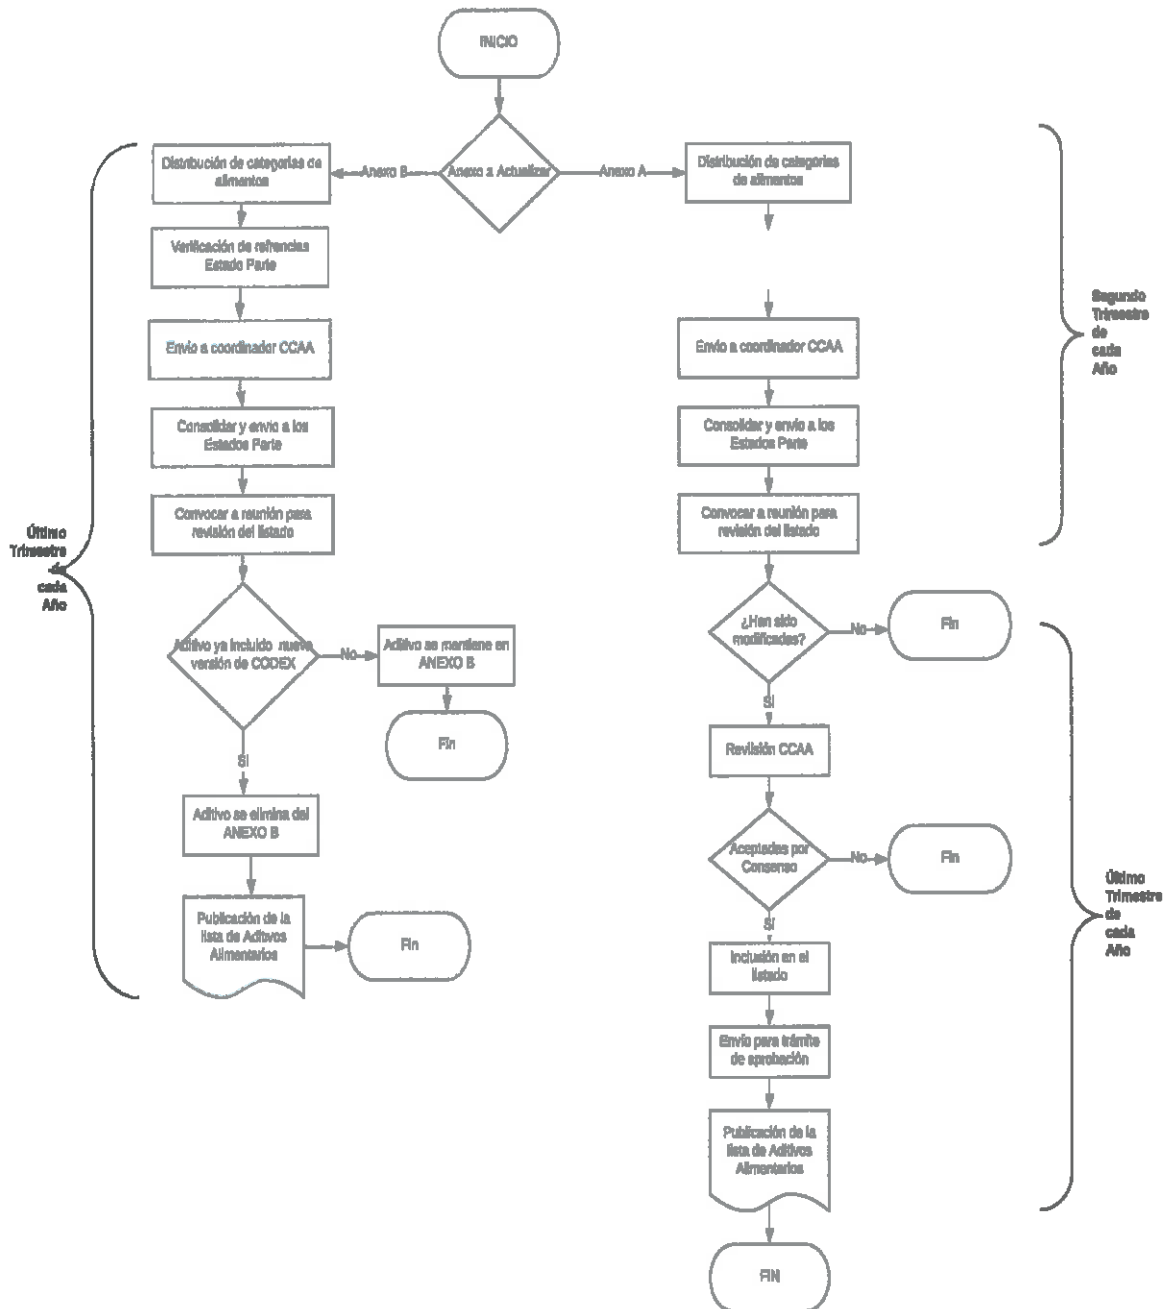 INICIO
Anexo a Actualizar
Anexo B
Anexo A
Distribución de categorías de
alimentos
Verificación de refrencias
Estado Parte
Envío a coordinador CCAA
Consolidar y envío a los
Estados Parte
Convocar a reunión para
revisión del listado
Aditivo ya incluido nueva
versión de CODEX
No
Aditivo se mantiene en
ANEXO B
Fin
Sí
Aditivo se elimina del
ANEXO B
Publicación de la
lista de Aditivos
Alimentarios
Fin
Último
Trimestre
de
cada
Año
Distribución de categorías
de alimentos
Envío a coordinador CCAA
Consolidar y envío a los
Estados Parte
Convocar a reunión para
revisión del listado
¿Han sido
modificadas?
No
Fin
Sí
Revilsión CCAA
Aceptadas por
Consenso
No
Fin
Sí
Inclusión en el
listado
Envío para trámite
de aprobación
Publicación de la
lista de Aditivos
Alimentarios
FIN
Segundo
Trimestre
de
cada
Año
Último
Trimestre
de
cada
Año